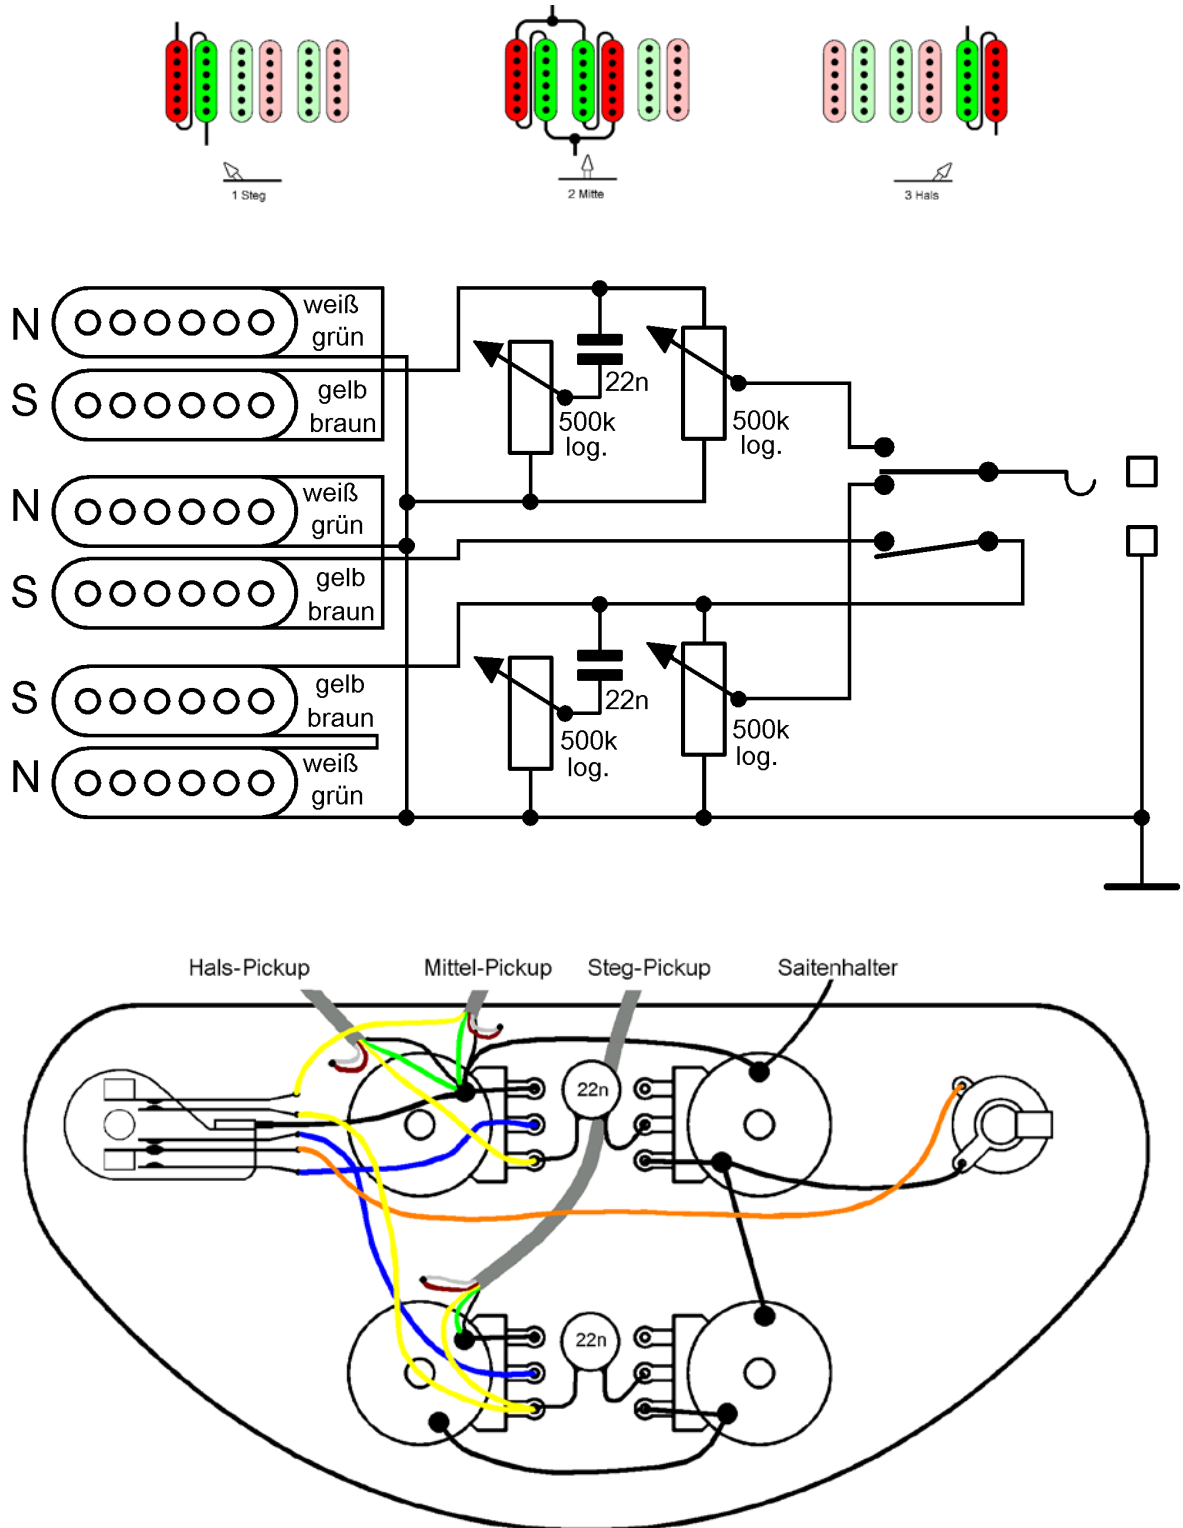 1 Steg
2 Mitte
3 Hals
N
weiß
grün
S
gelb
braun
22n
500k
log.
500k
log.
N
weiß
grün
S
gelb
braun
S
gelb
braun
22n
500k
log.
500k
log.
N
weiß
grün
Hals-Pickup
Mittel-Pickup
Steg-Pickup
Saitenhalter
22n
22n